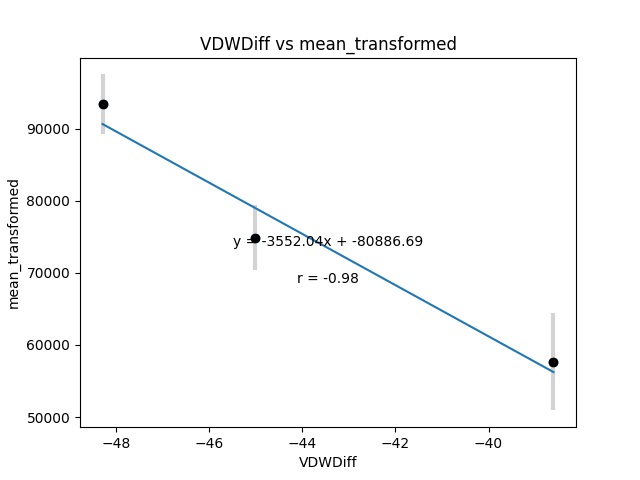 VDWDiff vs mean_transformed
mean_transformed
90000
80000
70000
60000
50000
y = -3552.04x + -80886.69
r = -0.98
−48
−46
−44
−42
−40
VDWDiff